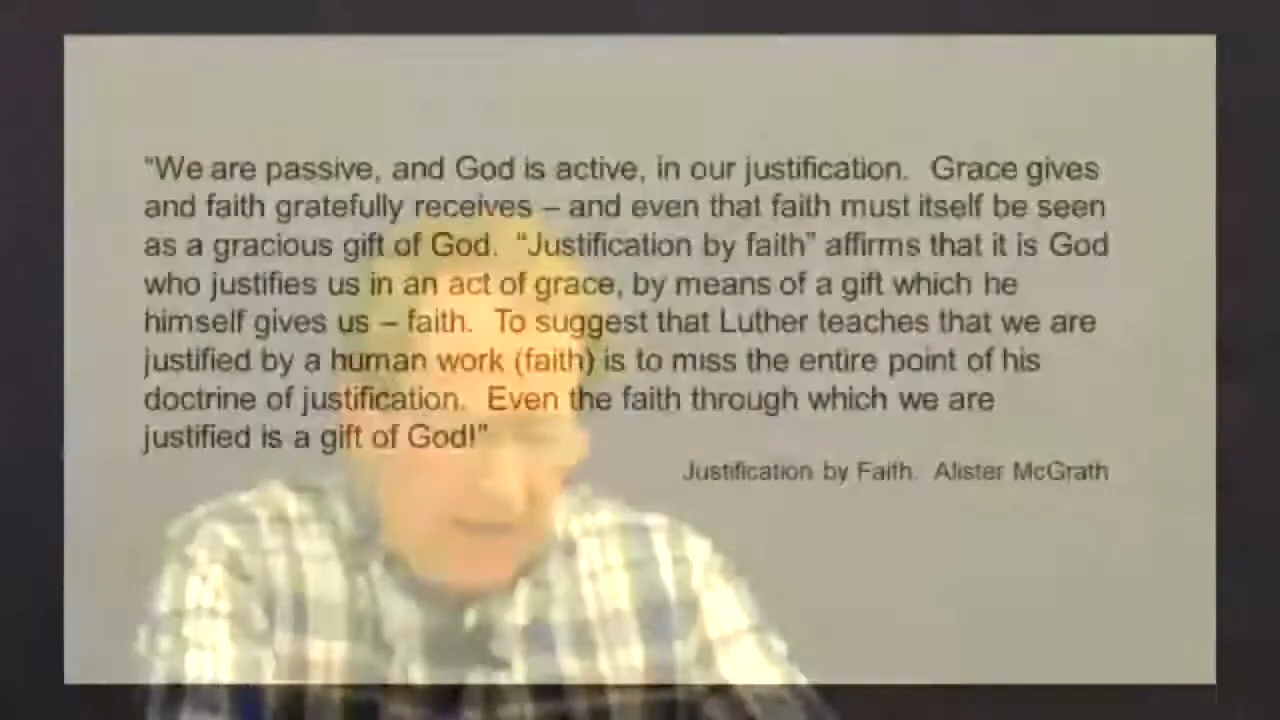 “We are passive, and God is active, in our justification. Grace gives
and faith gratefully receives – and even that faith must itself be seen
as a gracious gift of God. “Justification by faith” affirms that it is God
who justifies us in an act of grace, by means of a gift which he
himself gives us – faith. To suggest that Luther teaches that we are
justified by a human work (faith) is to miss the entire point of his
doctrine of justification. Even the faith through which we are
justified is a gift of God!”
Justification by Faith. Alister McGrath